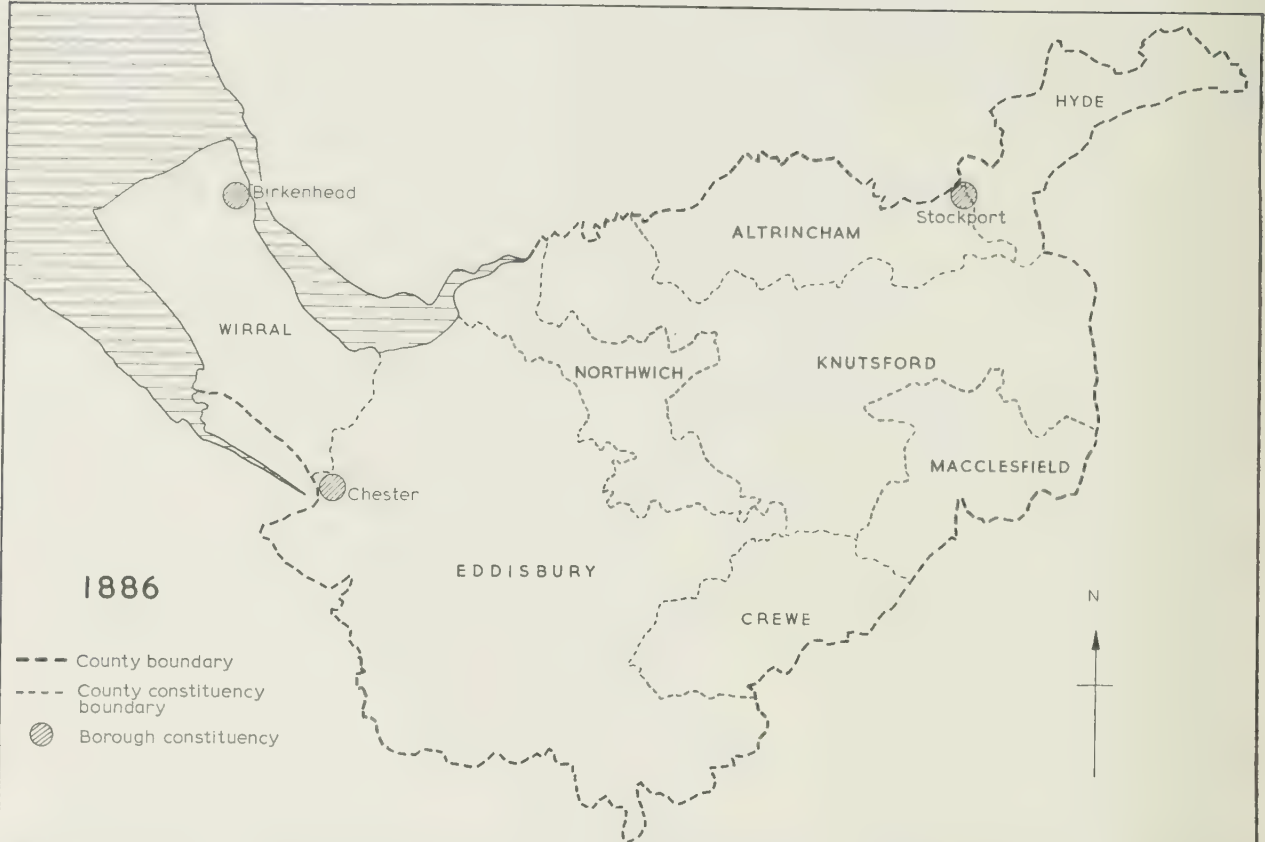 HYDE
Birkenhead
Stockport
ALTRINCHAM
WIRRAL
KNUTSFORD
NORTHWICH
MACCLESFIELD
Chester
EDDISBURY
1886
CREWE
N
County boundary
County constituency
boundary
Borough constituency